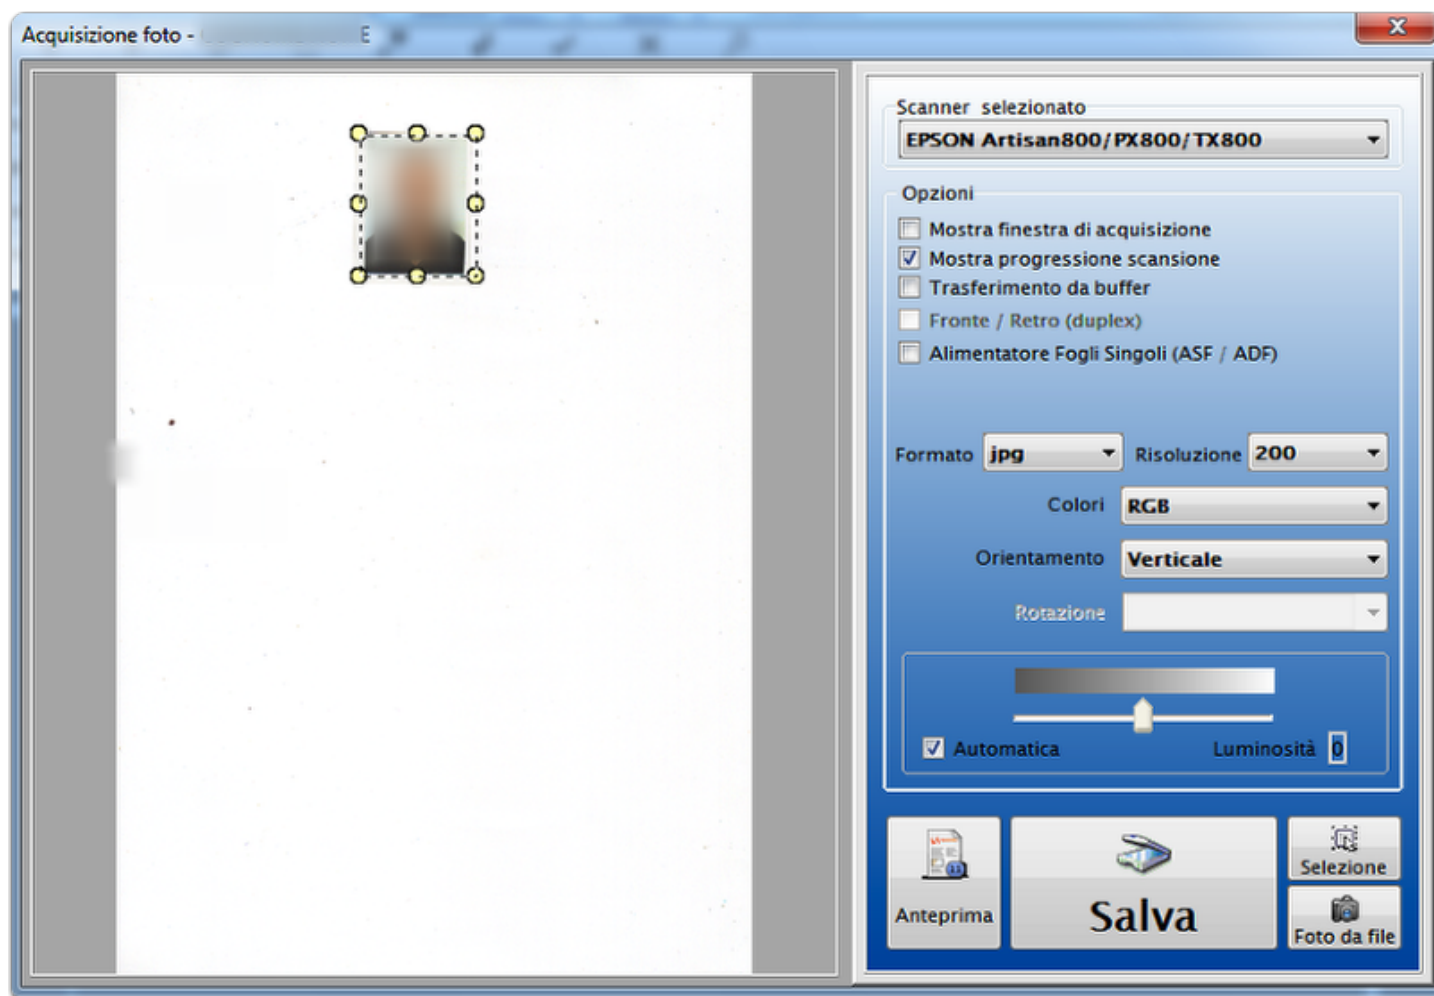 Acquisizione foto -
Scanner selezionato
EPSON Artisan800/PX800/TX800
Opzioni
Mostra finestra di acquisizione
Mostra progressione scansione
Trasferimento da buffer
Fronte / Retro (duplex)
Alimentatore Fogli Singoli (ASF / ADF)
Formato jpg Risoluzione 200
Colori RGB
Orientamento Verticale
Rotazione
Automatica Luminosità 0
Anteprima
Salva
Selezione
Foto da file